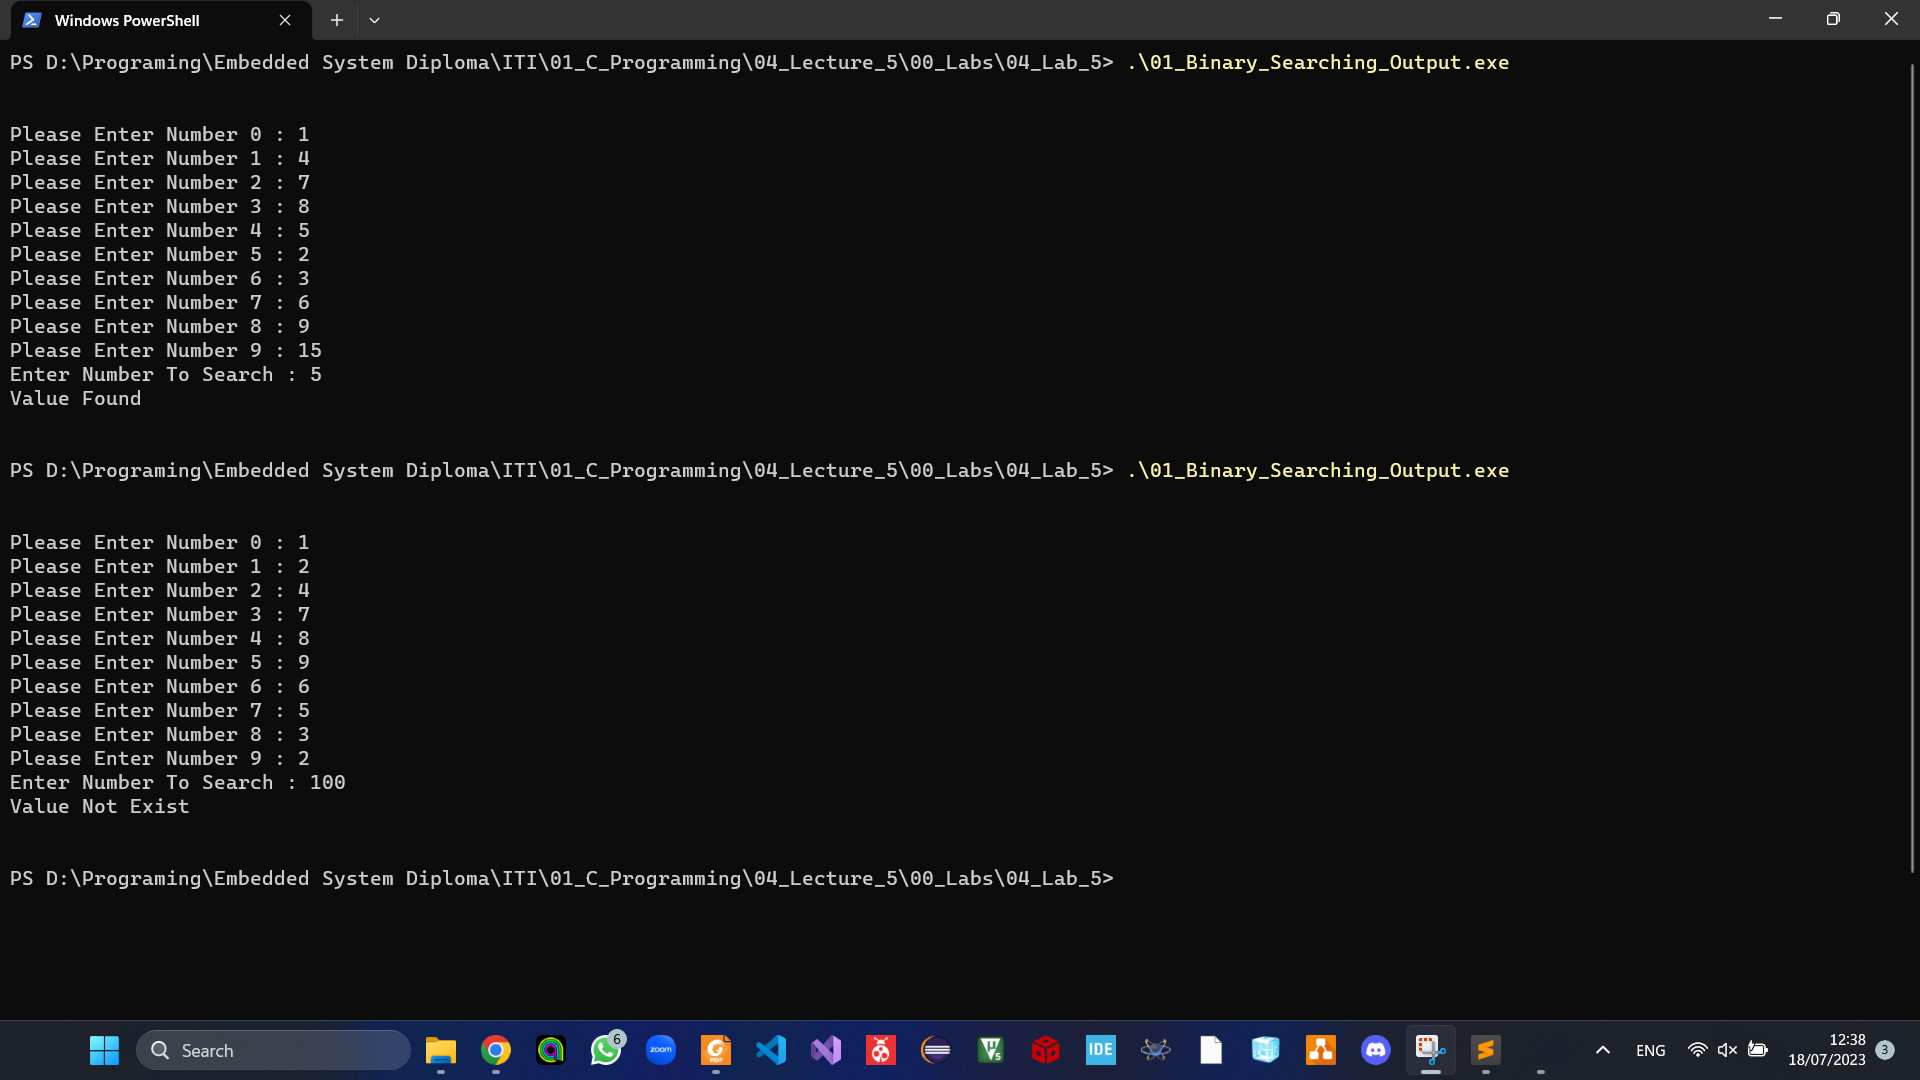 Windows PowerShell
PS D:\Programing\Embedded System Diploma\ITI\01_C_Programming\04_Lecture_5\00_Labs\04_Lab_5> .\01_Binary_Searching_Output.exe
Please Enter Number 0 : 1
Please Enter Number 1 : 4
Please Enter Number 2 : 7
Please Enter Number 3 : 8
Please Enter Number 4 : 5
Please Enter Number 5 : 2
Please Enter Number 6 : 3
Please Enter Number 7 : 6
Please Enter Number 8 : 9
Please Enter Number 9 : 15
Enter Number To Search : 5
Value Found
PS D:\Programing\Embedded System Diploma\ITI\01_C_Programming\04_Lecture_5\00_Labs\04_Lab_5> .\01_Binary_Searching_Output.exe
Please Enter Number 0 : 1
Please Enter Number 1 : 2
Please Enter Number 2 : 4
Please Enter Number 3 : 7
Please Enter Number 4 : 8
Please Enter Number 5 : 9
Please Enter Number 6 : 6
Please Enter Number 7 : 5
Please Enter Number 8 : 3
Please Enter Number 9 : 2
Enter Number To Search : 100
Value Not Exist
PS D:\Programing\Embedded System Diploma\ITI\01_C_Programming\04_Lecture_5\00_Labs\04_Lab_5>
Search
6
zoom
PDF
5
IDE
ENG
12:38
18/07/2023
3